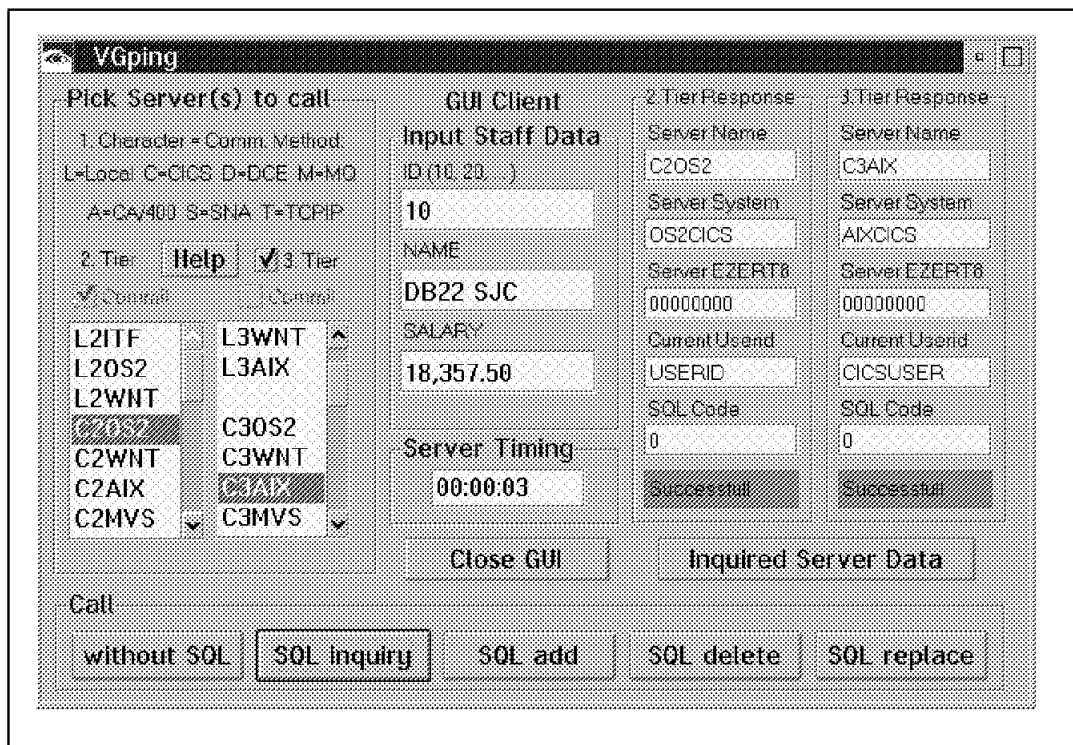 VGping
Pick Server(s) to call
1. Character = Comm. Method.
L=Local C=CICS D=DCE M=MQ
A=CA/400 S=SNA T=TCPIP
2. Tier Help 3. Tier
Commit Commit
L2ITF
L2OS2
L2WNT
C2OS2
C2WNT
C2AIX
C2MVS
L3WNT
L3AIX
C3OS2
C3WNT
C3AIX
C3MVS
GUI Client
Input Staff Data
ID (10, 20, ...)
10
NAME
DB22 SJC
SALARY
18,357.50
Server Timing
00:00:03
Close GUI
2.Tier Response
Server Name
C2OS2
Server System
OS2CICS
Server EZERT8
00000000
Current Userid
USERID
SQL Code
0
Successfull
3.Tier Response
Server Name
C3AIX
Server System
AIXCICS
Server EZERT8
00000000
Current Userid
CICSUSER
SQL Code
0
Successfull
Inquired Server Data
Call
without SQL
SQL inquiry
SQL add
SQL delete
SQL replace